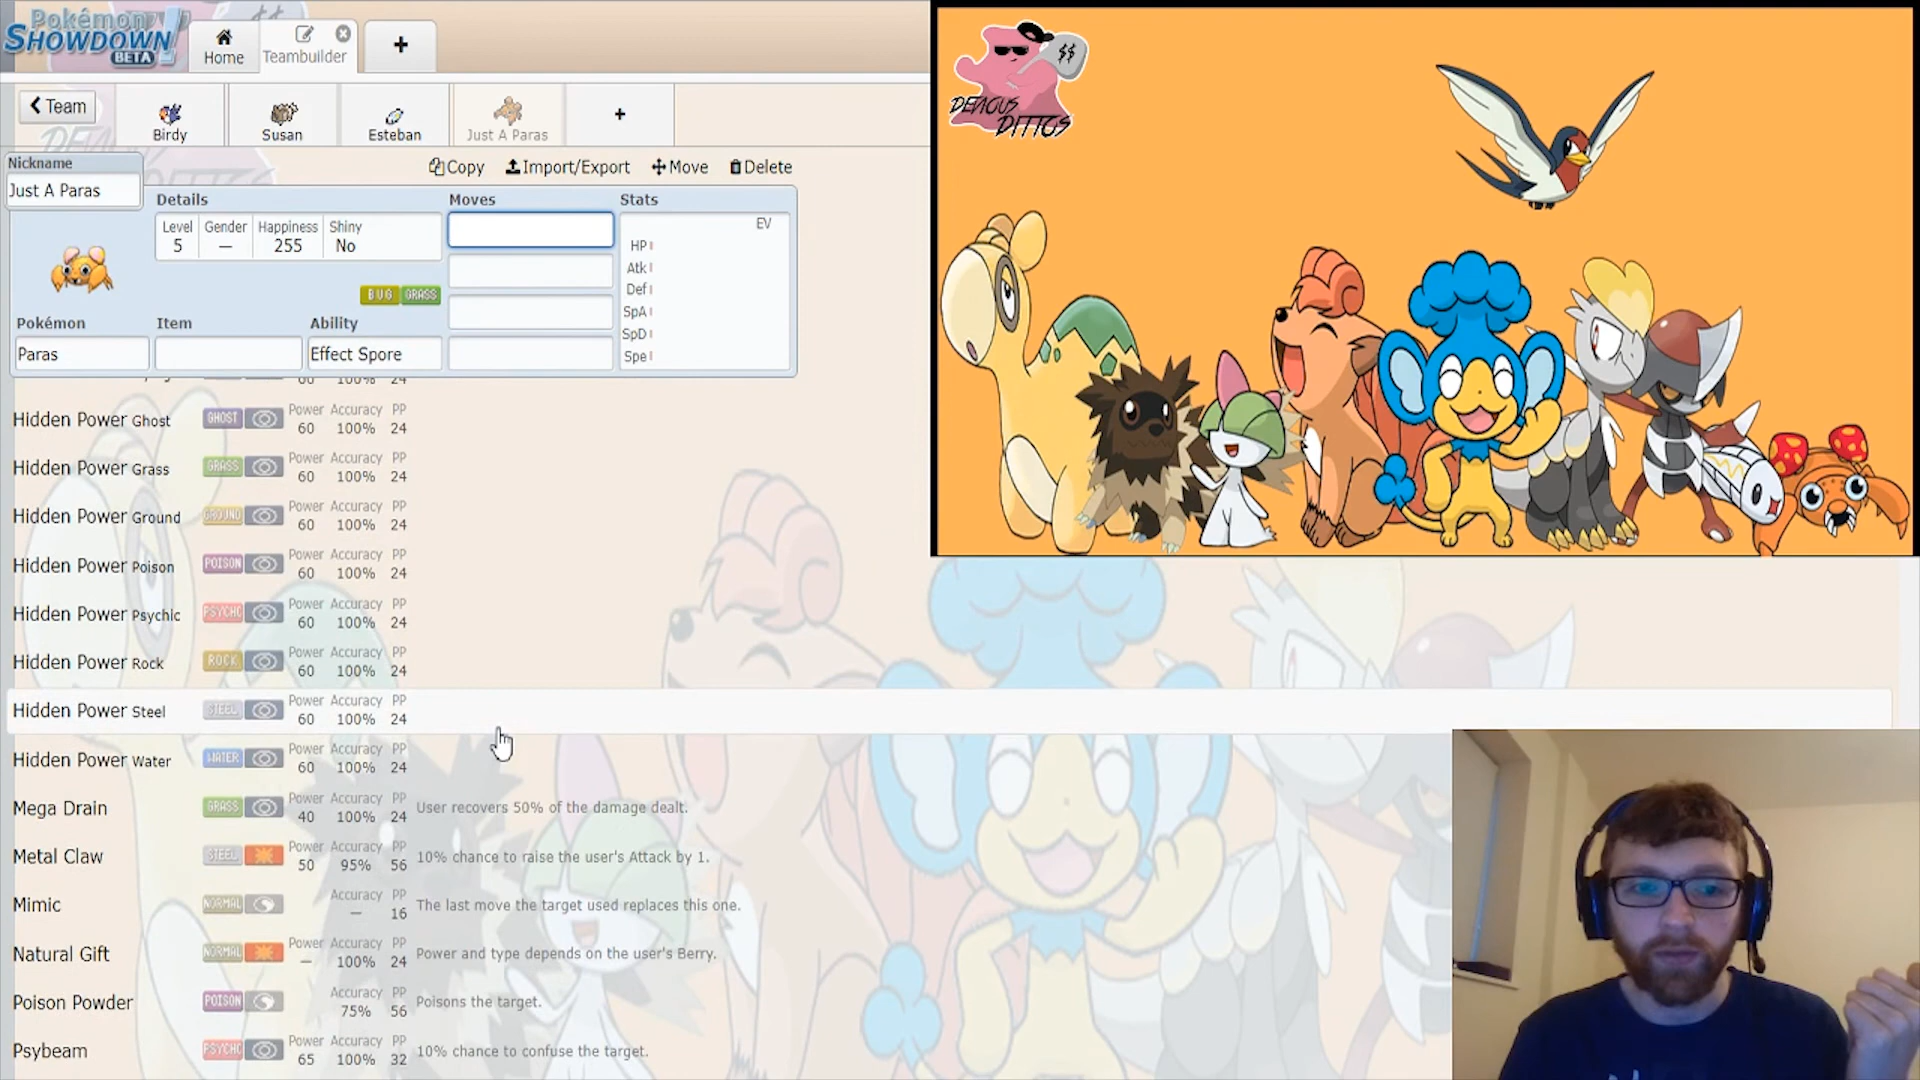 Pokémon
SHOWDOWN!
BETA
Home
Teambuilder
+
Team
Birdy
Susan
Esteban
Just A Paras
+
Copy
Import/Export
Move
Delete
Nickname
Just A Paras
Details
Level
5
Gender
—
Happiness
255
Shiny
No
BUG GRASS
Pokémon
Paras
Item
Ability
Effect Spore
Moves
Stats
EV
HP
Atk
Def
SpA
SpD
Spe
60 100% 24
Hidden Power Ghost GHOST Power 60 Accuracy 100% PP 24
Hidden Power Grass GRASS Power 60 Accuracy 100% PP 24
Hidden Power Ground GROUND Power 60 Accuracy 100% PP 24
Hidden Power Poison POISON Power 60 Accuracy 100% PP 24
Hidden Power Psychic PSYCHC Power 60 Accuracy 100% PP 24
Hidden Power Rock ROCK Power 60 Accuracy 100% PP 24
Hidden Power Steel STEEL Power 60 Accuracy 100% PP 24
Hidden Power Water WATER Power 60 Accuracy 100% PP 24
Mega Drain GRASS Power 40 Accuracy 100% PP 24 User recovers 50% of the damage dealt.
Metal Claw STEEL Power 50 Accuracy 95% PP 56 10% chance to raise the user's Attack by 1.
Mimic NORMAL Accuracy — PP 16 The last move the target used replaces this one.
Natural Gift NORMAL Power — Accuracy 100% PP 24 Power and type depends on the user's Berry.
Poison Powder POISON Accuracy 75% PP 56 Poisons the target.
Psybeam PSYCHC Power 65 Accuracy 100% PP 32 10% chance to confuse the target.
$$
DEVIOUS
DITTOS